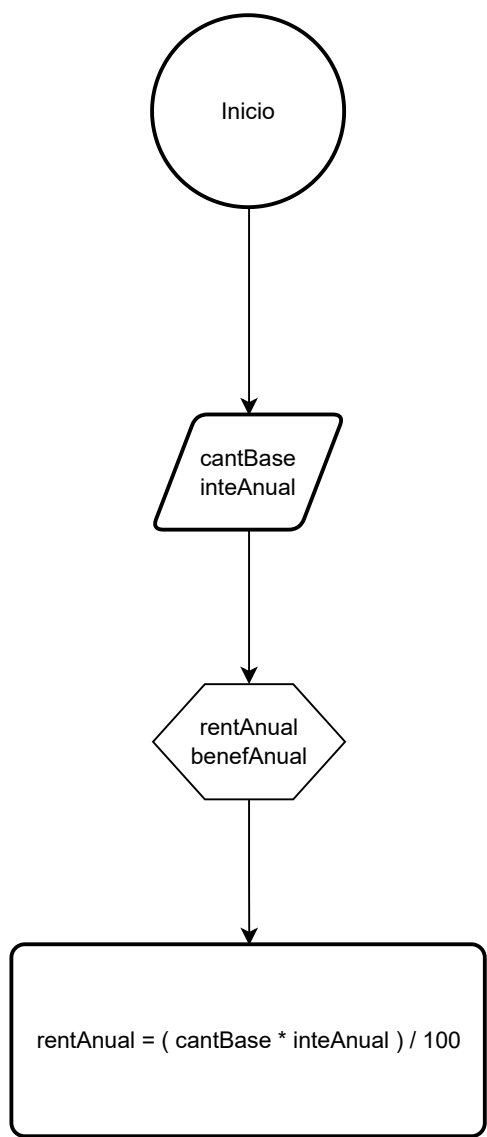 Inicio
cantBase
inteAnual
rentAnual
benefAnual
rentAnual = ( cantBase * inteAnual ) / 100